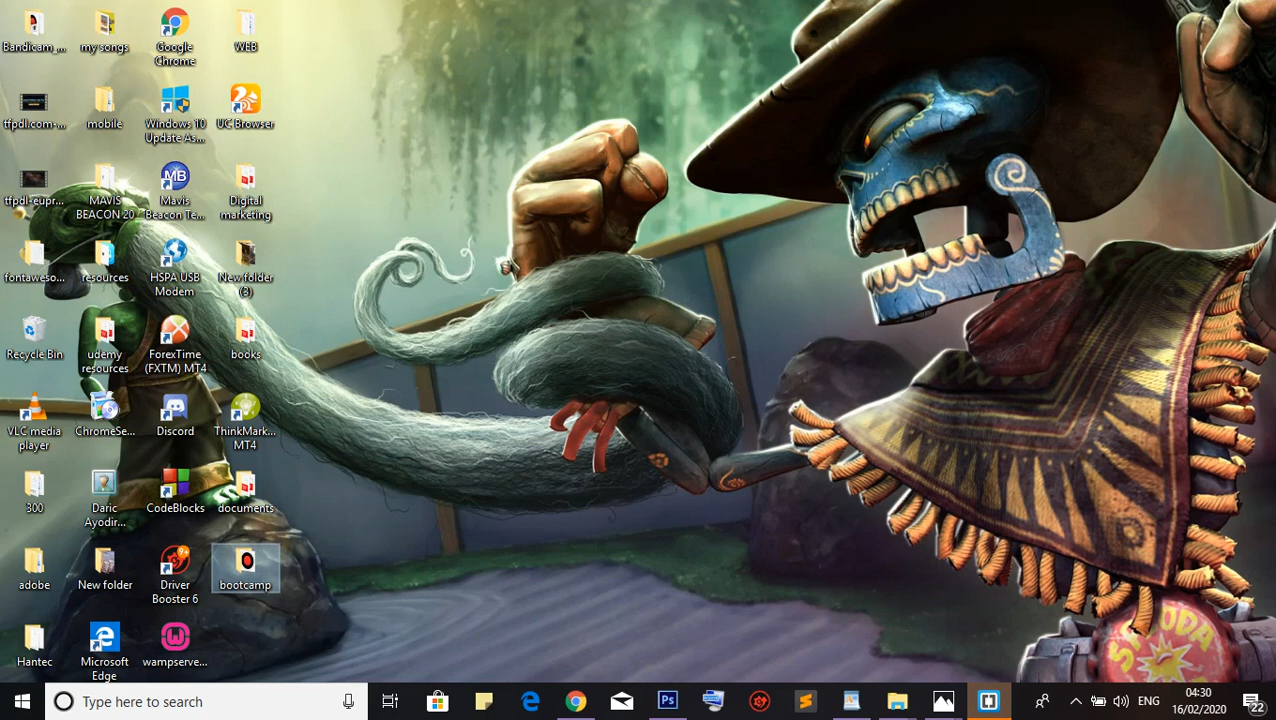 Bandicam_...
my songs
Google
Chrome
WEB
tfpdl.com-...
mobile
Windows 10
Update As...
UC Browser
tfpdl-eupr...
MAVIS
BEACON 20
MB
Mavis
Beacon Te...
Digital
marketing
fontaweso...
resources
HSPA USB
Modem
New folder
(3)
Recycle Bin
udemy
resources
ForexTime
(FXTM) MT4
books
VLC media
player
ChromeSe...
Discord
ThinkMark...
MT4
300
Daric
Ayodir...
CodeBlocks
documents
adobe
New folder
9+
Driver
Booster 6
bootcamp
Hantec
Microsoft
Edge
wampserve...
Type here to search
Ps
ENG
04:30
16/02/2020
22